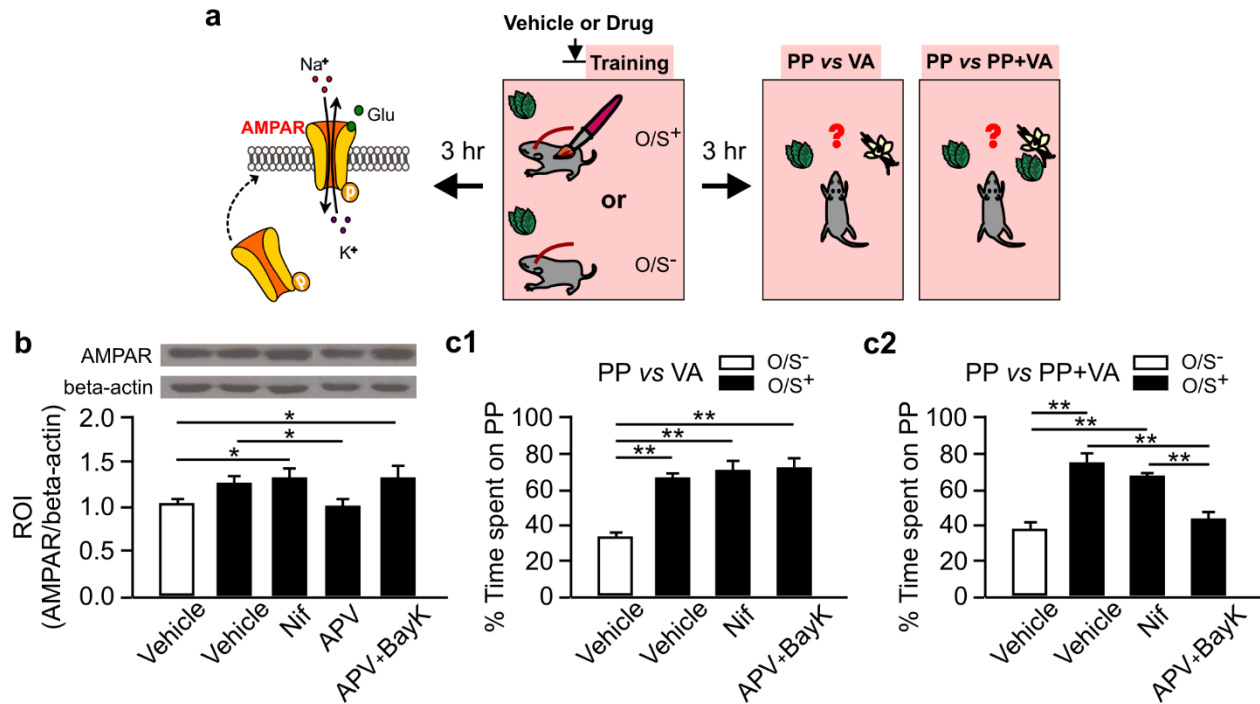 a
Vehicle or Drug
Training
PP vs VA
PP vs PP+VA
Na+
Glu
AMPAR
3 hr
O/S+
3 hr
?
?
or
P
K+
O/S-
P
b
AMPAR
beta-actin
ROI
(AMPAR/beta-actin)
2.0
1.5
1.0
0.5
0.0
*
*
*
Vehicle
Vehicle
Nif
APV
APV+BayK
c1
PP vs VA
O/S-
O/S+
% Time spent on PP
100
80
60
40
20
0
**
**
**
Vehicle
Vehicle
Nif
APV+BayK
c2
PP vs PP+VA
O/S-
O/S+
% Time spent on PP
100
80
60
40
20
0
**
**
**
**
Vehicle
Vehicle
Nif
APV+BayK